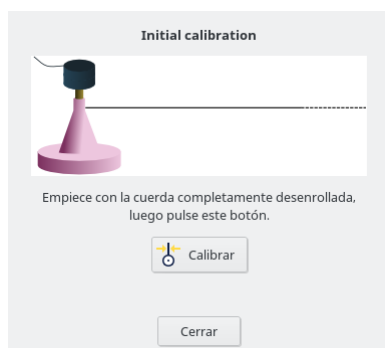 Initial calibration
Empiece con la cuerda completamente desenrollada,
luego pulse este botón.
Calibrar
Cerrar